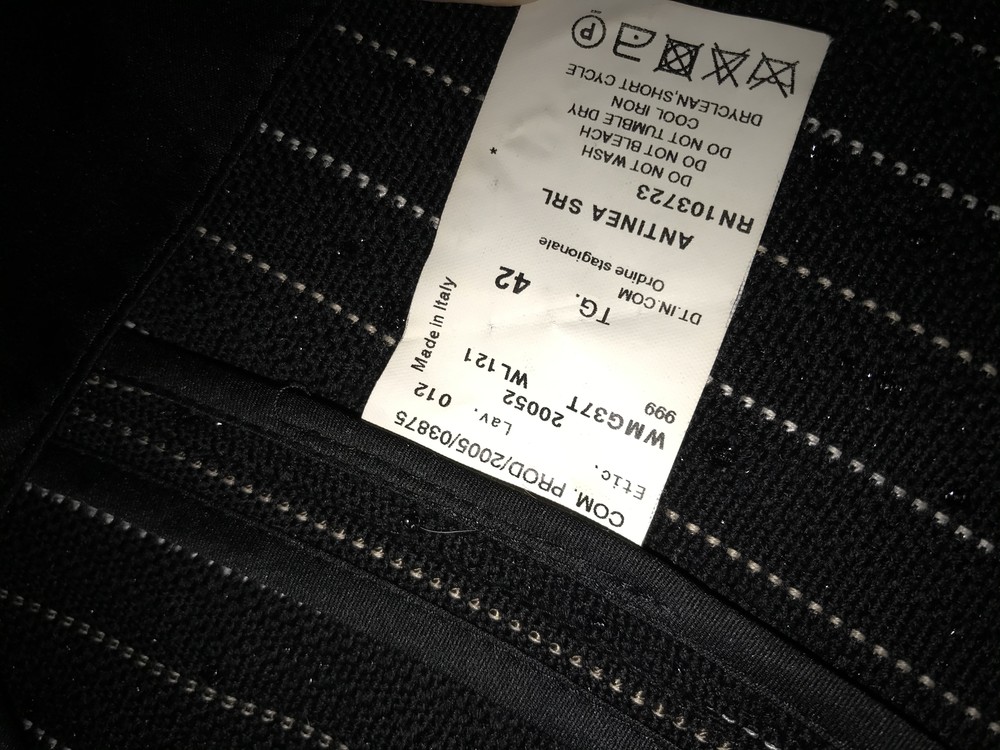 COM. PROD/2005/03875
Etic. Lav. 012
WMG37T 20052 WL121
999
TG. 42
Made in Italy
DT.IN.COM
Ordine stagionale
ANTINEA SRL
RN103723
DO NOT WASH
DO NOT BLEACH
DO NOT TUMBLE DRY
COOL IRON
DRYCLEAN,SHORT CYCLE
P